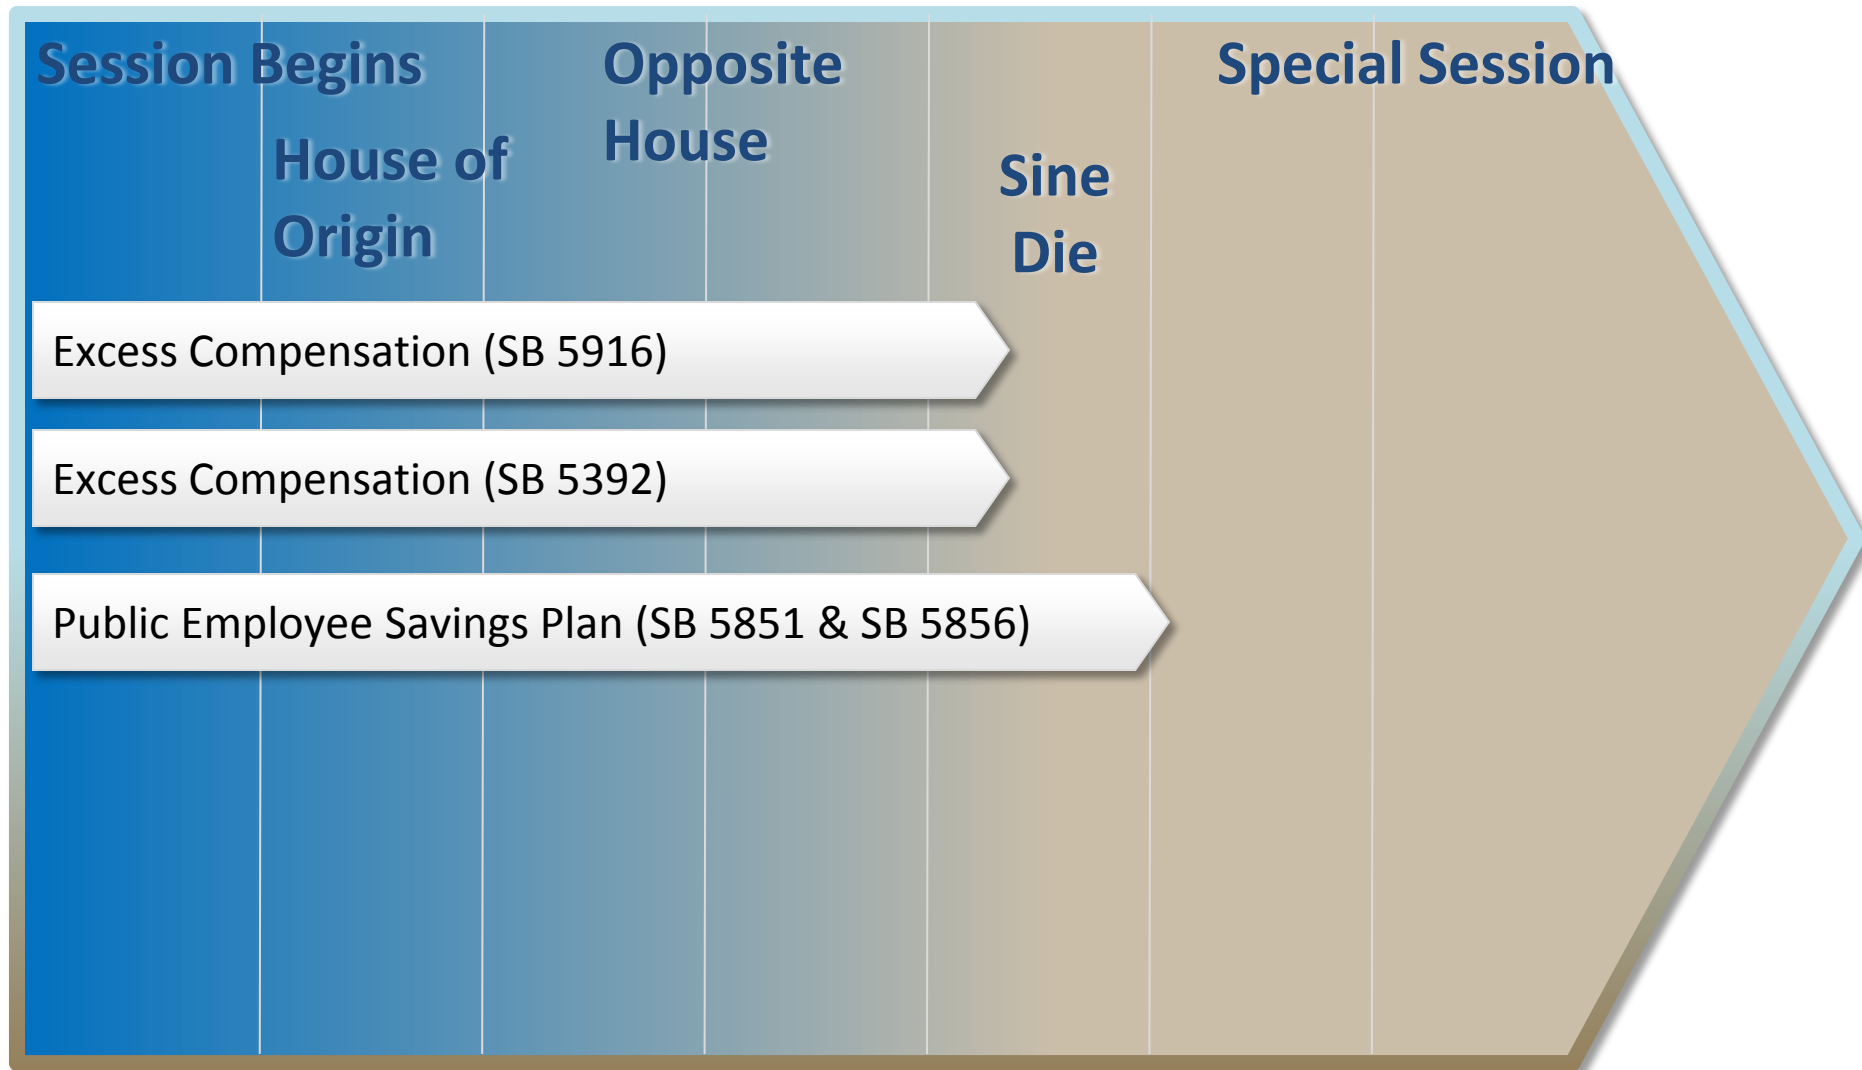 Session Begins
House of
Origin
Opposite
House
Sine
Die
Special Session
Excess Compensation (SB 5916)
Excess Compensation (SB 5392)
Public Employee Savings Plan (SB 5851 & SB 5856)